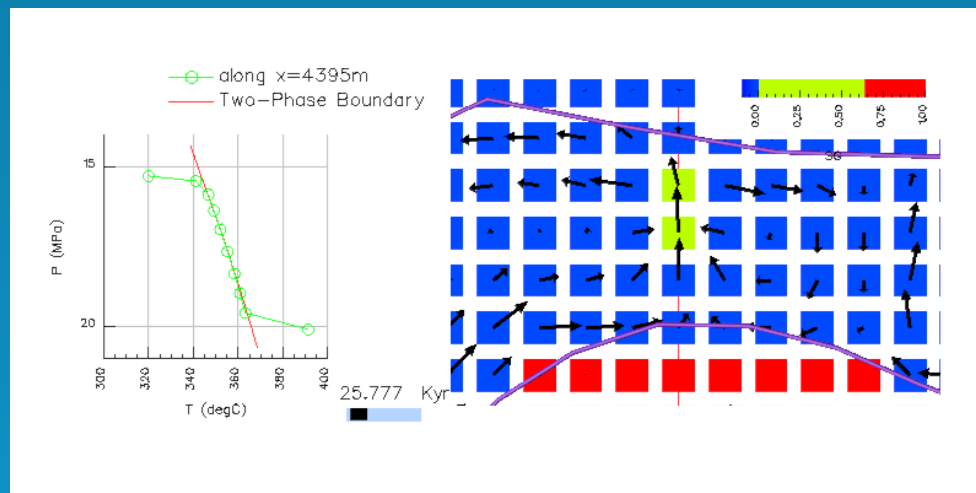 along x=4395m
Two-Phase Boundary
15
20
P (MPa)
300 320 340 360 380 400
T (degC)
25.777 Kyr
0.00 0.25 0.50 0.75 1.00
SG